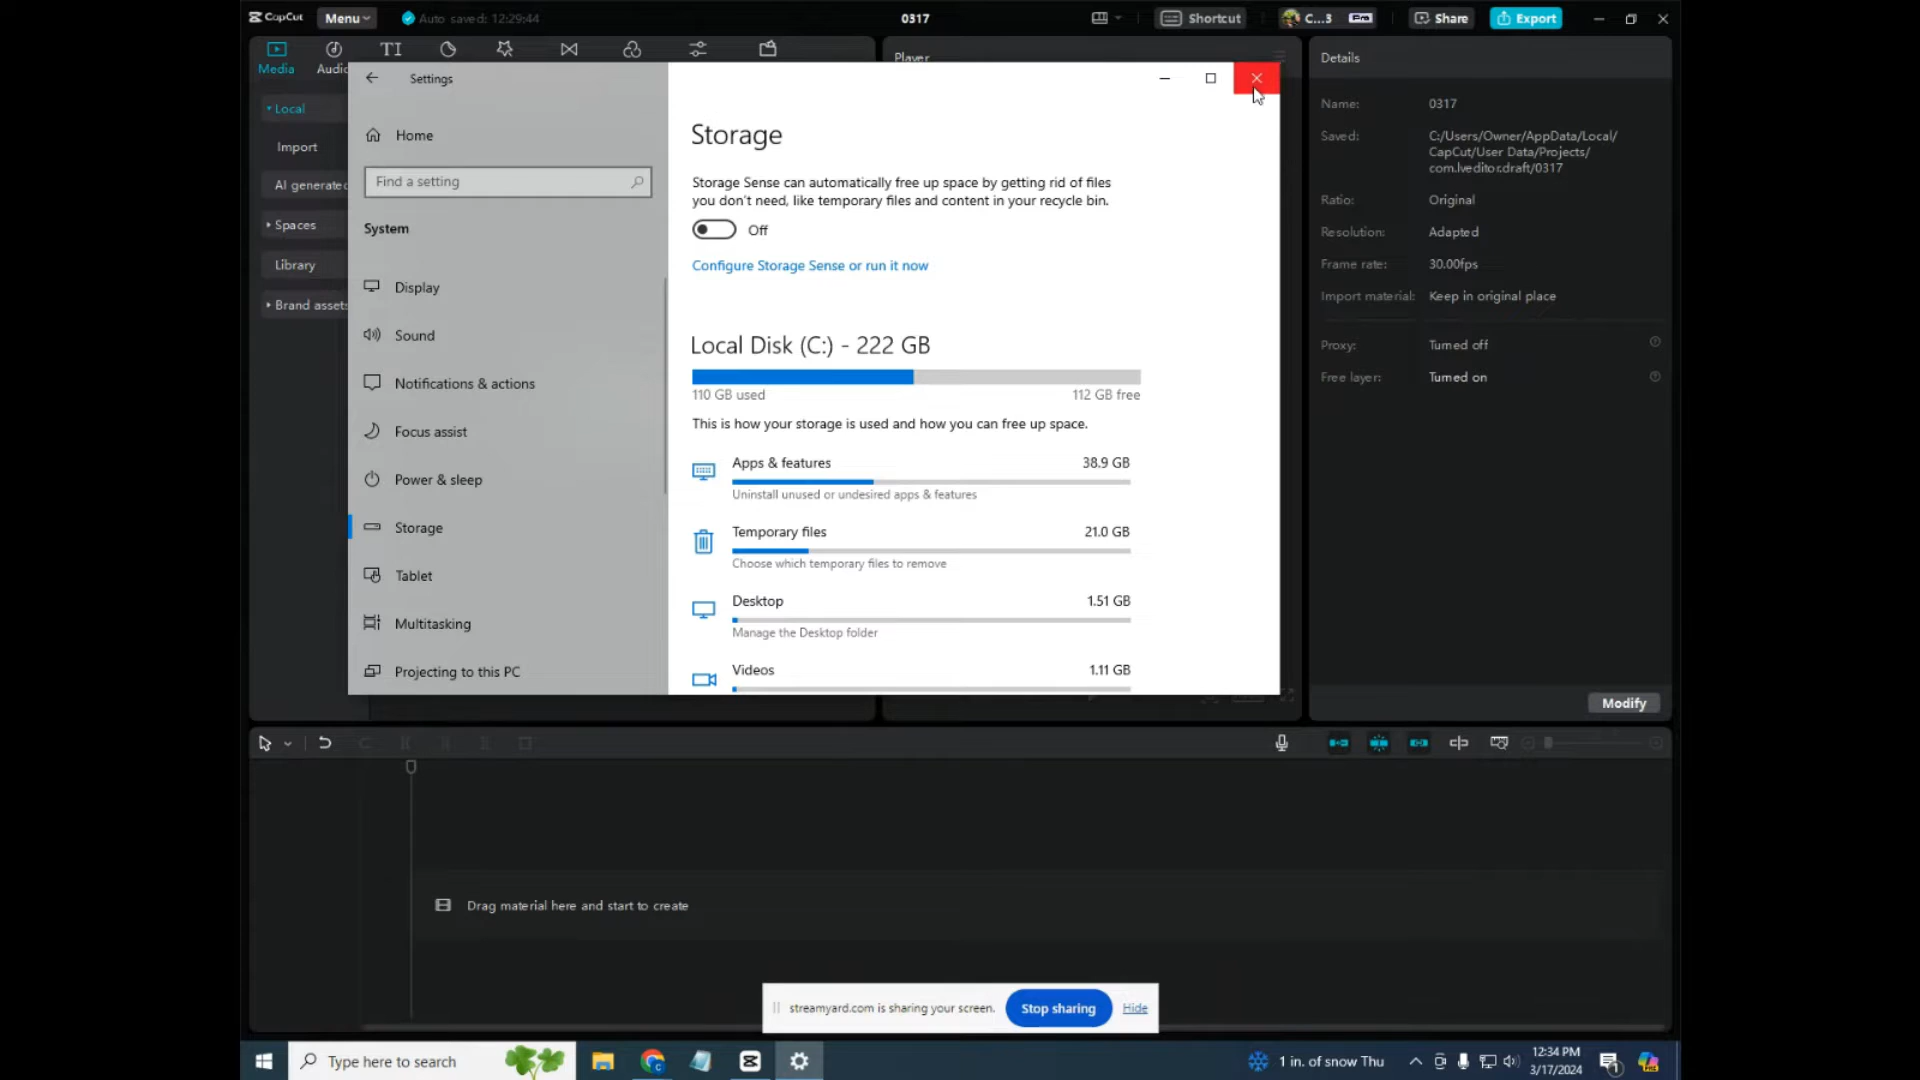 CapCut Menu Auto saved: 12:29:44 0317 Shortcut C...3 Pro Share Export
Media Audio TI Player Details
Settings
Local
Import
AI generated
Spaces
Library
Brand assets
Home
Find a setting
System
Display
Sound
Notifications & actions
Focus assist
Power & sleep
Storage
Tablet
Multitasking
Projecting to this PC
Storage
Storage Sense can automatically free up space by getting rid of files
you don't need, like temporary files and content in your recycle bin.
Off
Configure Storage Sense or run it now
Local Disk (C:) - 222 GB
110 GB used 112 GB free
This is how your storage is used and how you can free up space.
Apps & features 38.9 GB
Uninstall unused or undesired apps & features
Temporary files 21.0 GB
Choose which temporary files to remove
Desktop 1.51 GB
Manage the Desktop folder
Videos 1.11 GB
Name: 0317
Saved: C:/Users/Owner/AppData/Local/
CapCut/User Data/Projects/
com.lveditor.draft/0317
Ratio: Original
Resolution: Adapted
Frame rate: 30.00fps
Import material: Keep in original place
Proxy: Turned off
Free layer: Turned on
Modify
Drag material here and start to create
streamyard.com is sharing your screen. Stop sharing Hide
Type here to search 1 in. of snow Thu 12:34 PM
3/17/2024